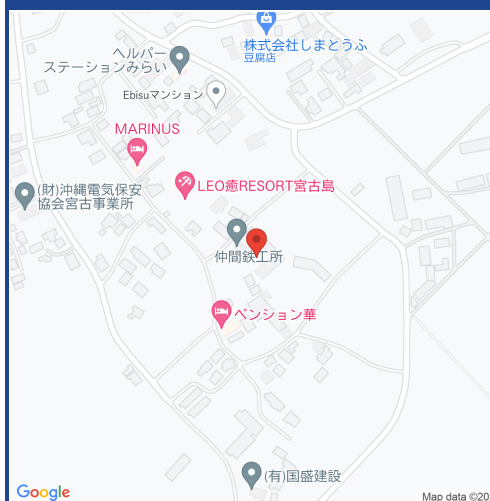 株式会社しまとうふ
豆腐店
ヘルパー
ステーションみらい
Ebisuマンション
MARINUS
LEO癒RESORT宮古島
(財)沖縄電気保安
協会宮古事業所
仲間鉄工所
ペンション華
(有)国盛建設
Google
Map data ©20